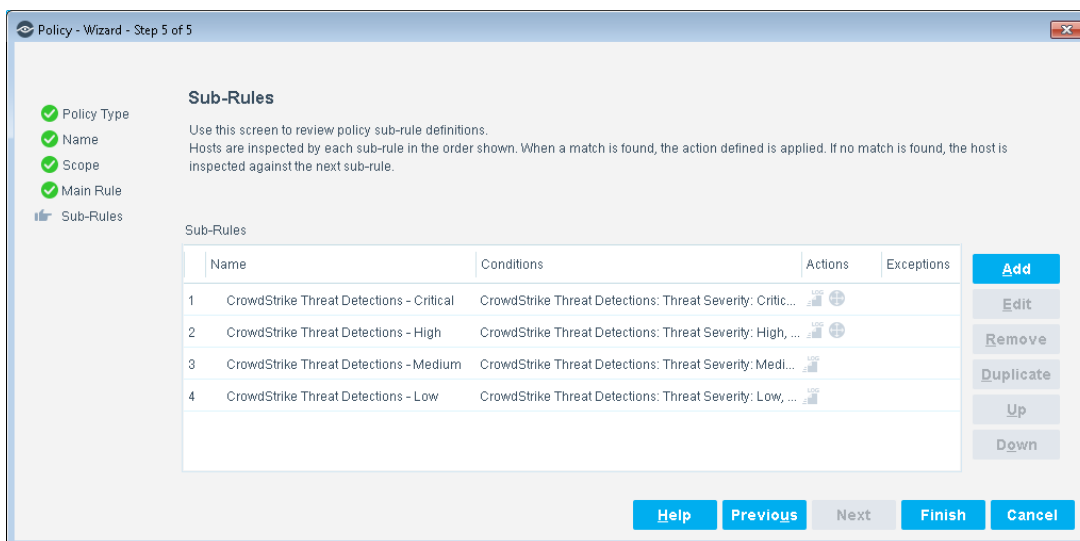 Policy - Wizard - Step 5 of 5
Policy Type
Name
Scope
Main Rule
Sub-Rules
Sub-Rules
Use this screen to review policy sub-rule definitions.
Hosts are inspected by each sub-rule in the order shown. When a match is found, the action defined is applied. If no match is found, the host is
inspected against the next sub-rule.
Sub-Rules
Name Conditions Actions Exceptions
1 CrowdStrike Threat Detections - Critical CrowdStrike Threat Detections: Threat Severity: Critic... LOG
2 CrowdStrike Threat Detections - High CrowdStrike Threat Detections: Threat Severity: High, ... LOG
3 CrowdStrike Threat Detections - Medium CrowdStrike Threat Detections: Threat Severity: Medi... LOG
4 CrowdStrike Threat Detections - Low CrowdStrike Threat Detections: Threat Severity: Low, ... LOG
Add
Edit
Remove
Duplicate
Up
Down
Help Previous Next Finish Cancel